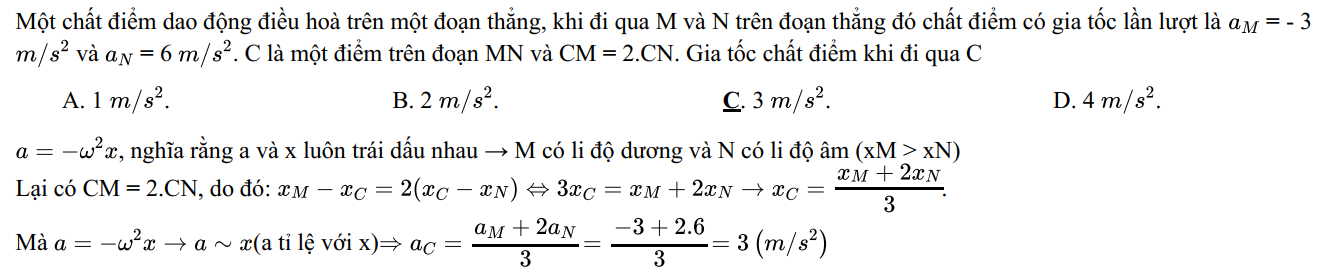 Một chất điểm dao động điều hoà trên một đoạn thẳng, khi đi qua M và N trên đoạn thẳng đó chất điểm có gia tốc lần lượt là $a_M$ = - 3
$m/s^2$ và $a_N$ = 6 $m/s^2$. C là một điểm trên đoạn MN và CM = 2.CN. Gia tốc chất điểm khi đi qua C
A. 1 $m/s^2$. B. 2 $m/s^2$. C. 3 $m/s^2$. D. 4 $m/s^2$.
$a = -\omega^2 x$, nghĩa rằng a và x luôn trái dấu nhau → M có li độ dương và N có li độ âm (xM > xN)
Lại có CM = 2.CN, do đó: $x_M - x_C = 2(x_C - x_N) \Leftrightarrow 3x_C = x_M + 2x_N \rightarrow x_C = \frac{x_M + 2x_N}{3}$.
Mà $a = -\omega^2 x \rightarrow a \sim x$(a tỉ lệ với x)$\Rightarrow a_C = \frac{a_M + 2a_N}{3} = \frac{-3 + 2.6}{3} = 3 \, (m/s^2)$